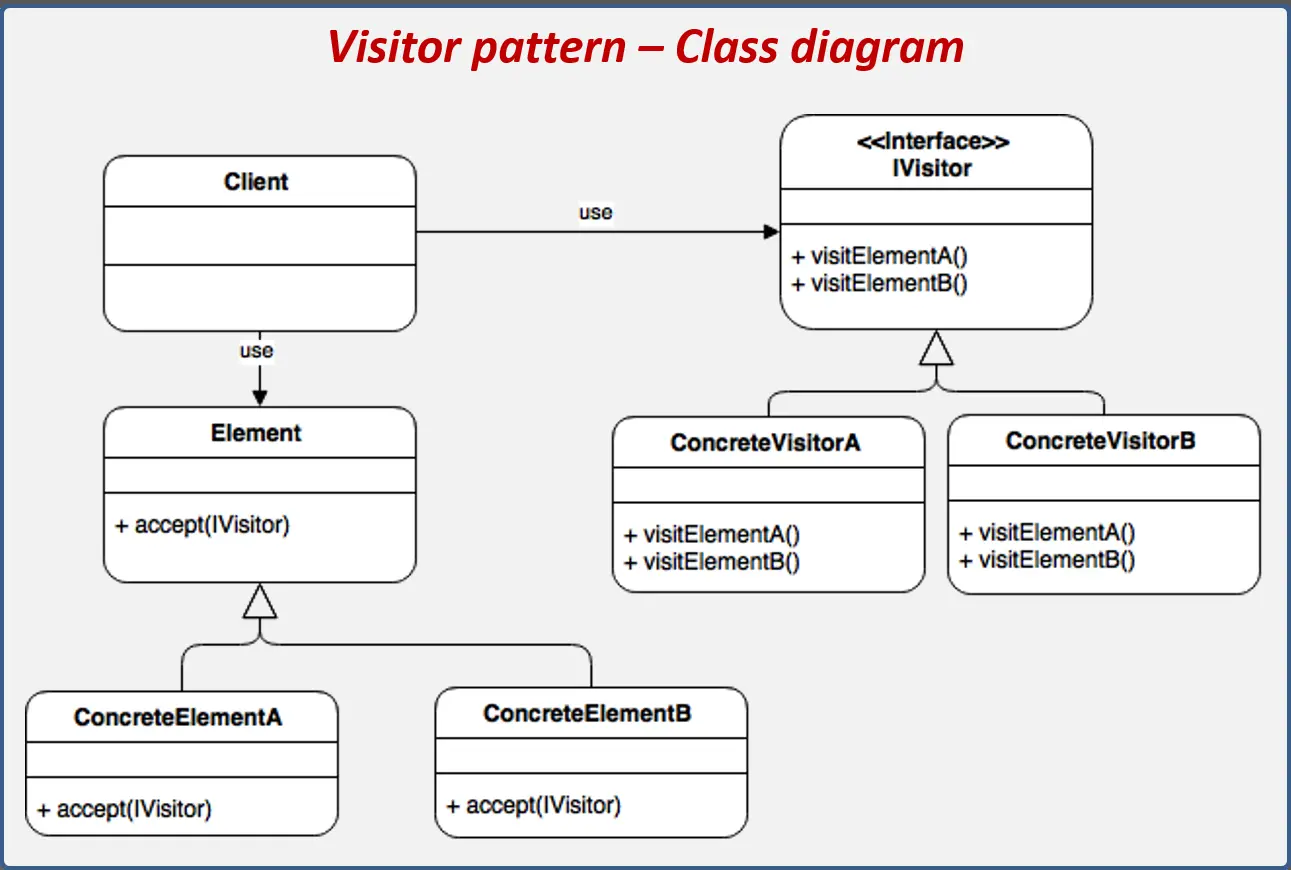 Visitor pattern – Class diagram
Client
use
<<Interface>>
IVisitor
+ visitElementA()
+ visitElementB()
use
Element
+ accept(IVisitor)
ConcreteVisitorA
+ visitElementA()
+ visitElementB()
ConcreteVisitorB
+ visitElementA()
+ visitElementB()
ConcreteElementA
+ accept(IVisitor)
ConcreteElementB
+ accept(IVisitor)